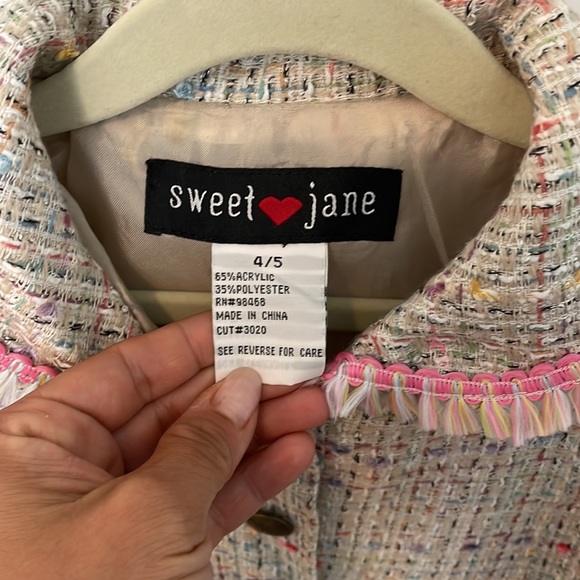 sweet jane
4/5
65%ACRYLIC
35%POLYESTER
RN#98468
MADE IN CHINA
CUT#3020
SEE REVERSE FOR CARE